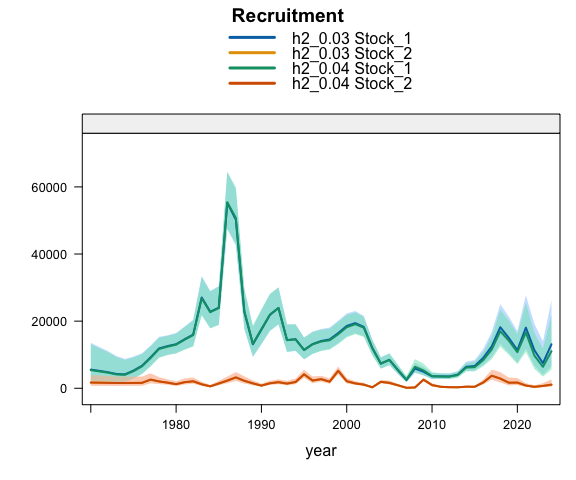 Recruitment
h2_0.03 Stock_1
h2_0.03 Stock_2
h2_0.04 Stock_1
h2_0.04 Stock_2
60000
40000
20000
0
1980 1990 2000 2010 2020
year